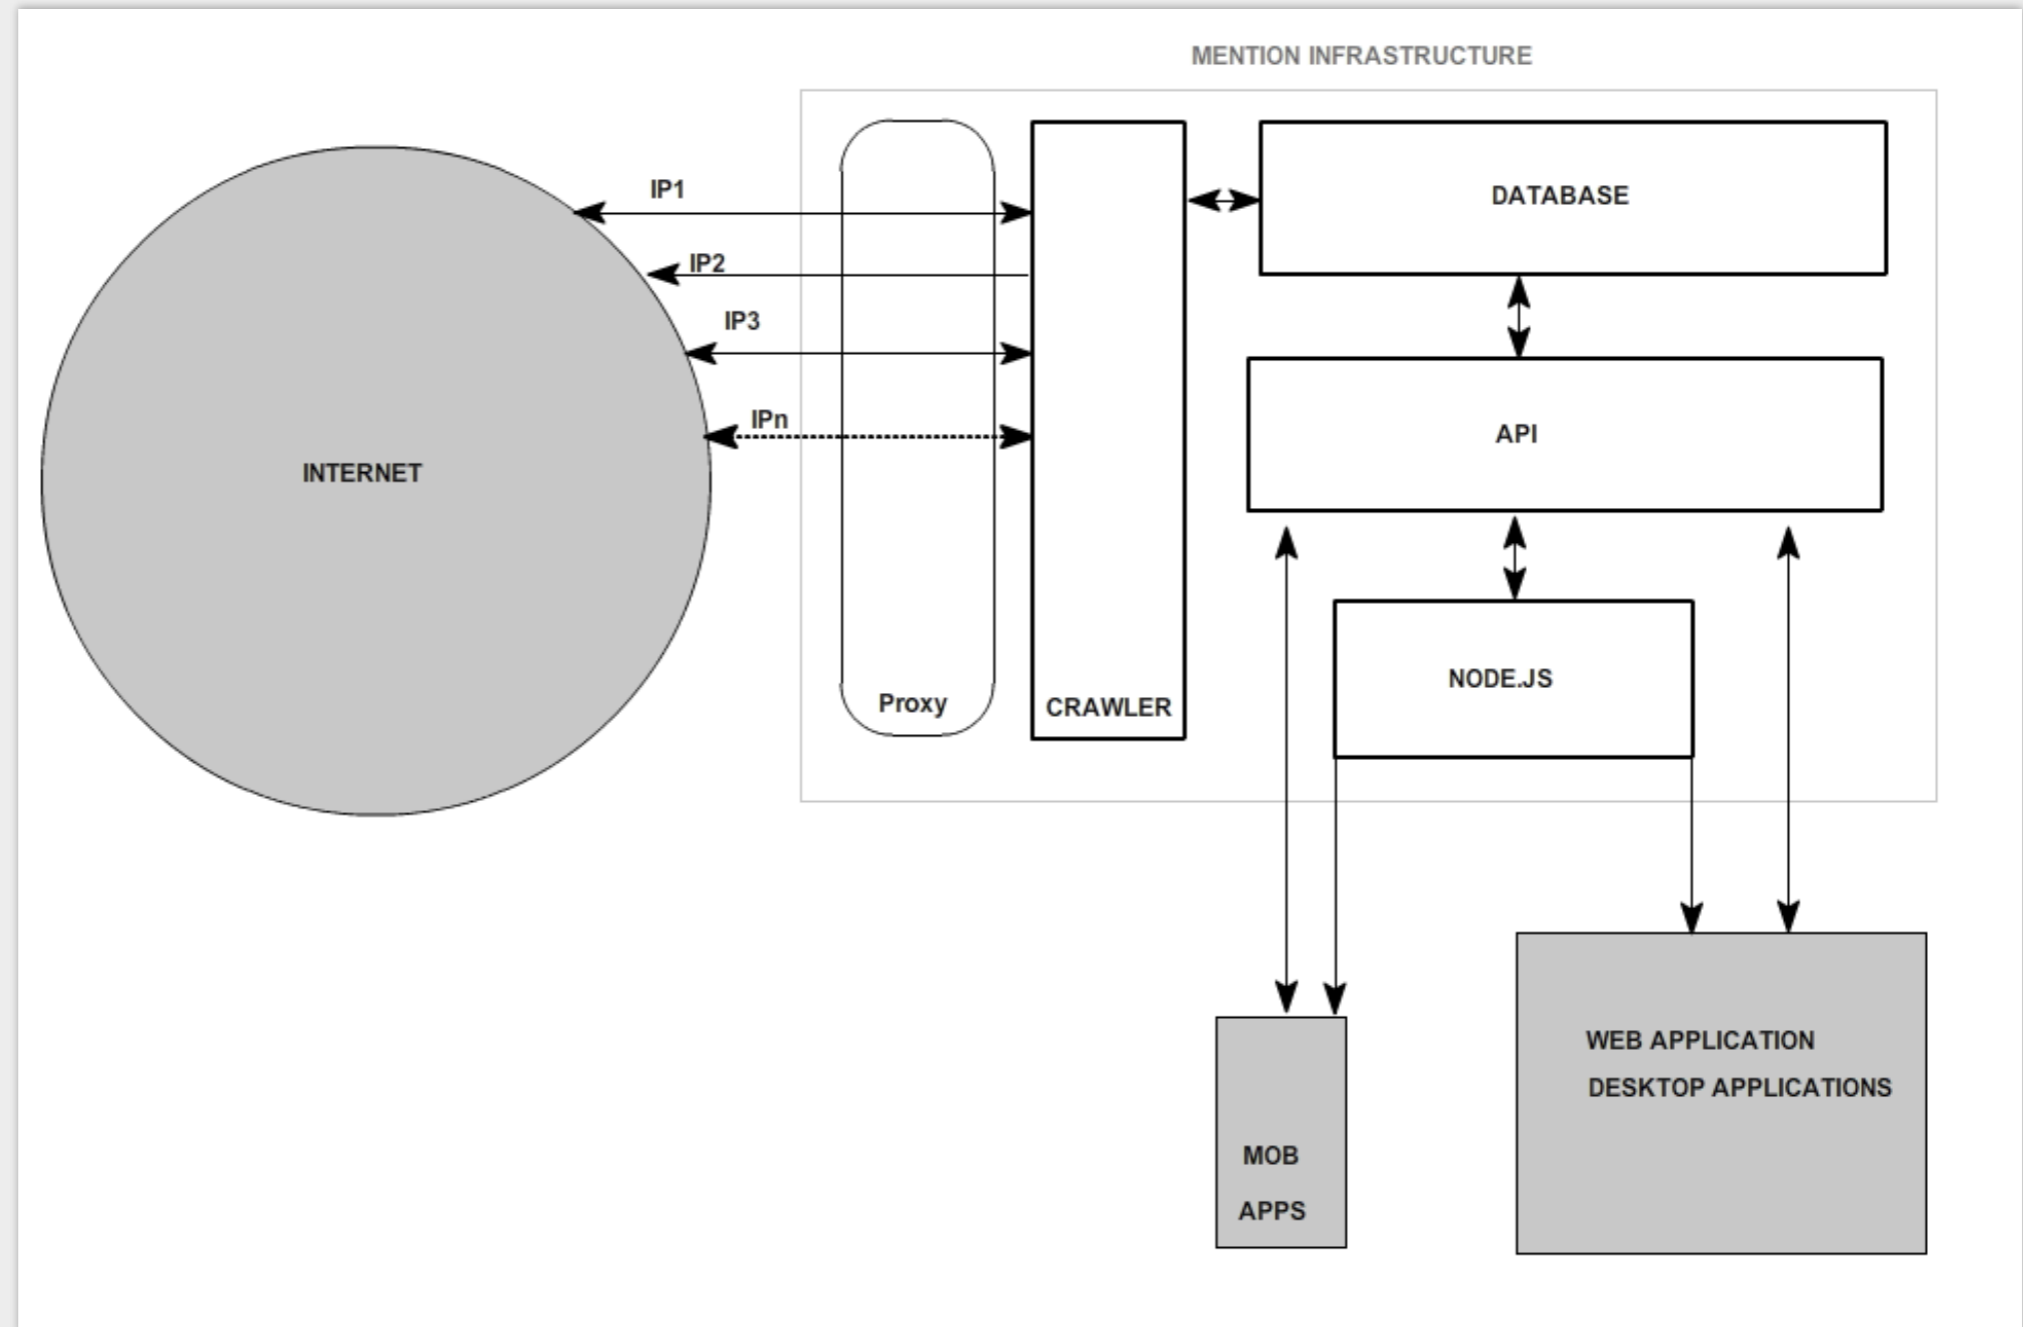 MENTION INFRASTRUCTURE
IP1
IP2
IP3
IPn
INTERNET
Proxy
CRAWLER
DATABASE
API
NODE.JS
MOB
APPS
WEB APPLICATION
DESKTOP APPLICATIONS